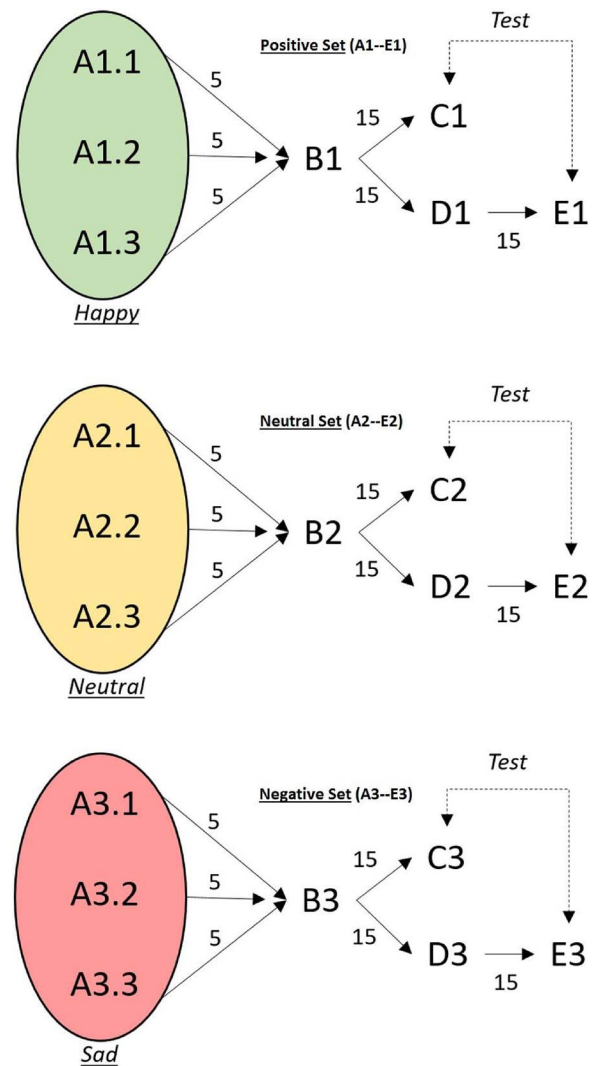 Test
Positive Set (A1--E1)
A1.1
5
15
C1
A1.2
5
B1
5
15
D1
E1
A1.3
15
Happy
Test
Neutral Set (A2--E2)
A2.1
5
15
C2
A2.2
5
B2
5
15
D2
E2
A2.3
15
Neutral
Test
Negative Set (A3--E3)
A3.1
5
15
C3
A3.2
5
B3
5
15
D3
E3
A3.3
15
Sad